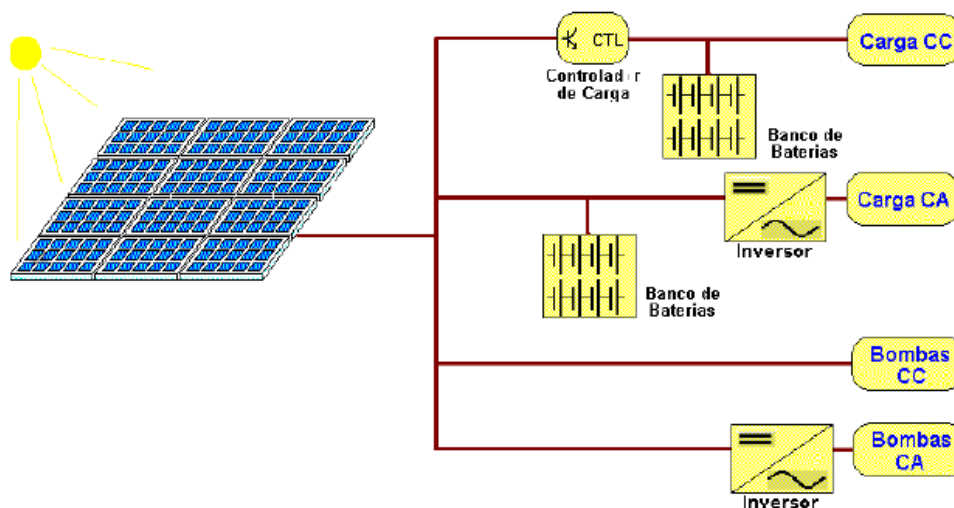 CTL
Carga CC
Controlador
de Carga
Banco de
Baterias
Carga CA
Inversor
Banco de
Baterias
Bombas
CC
Bombas
CA
Inversor